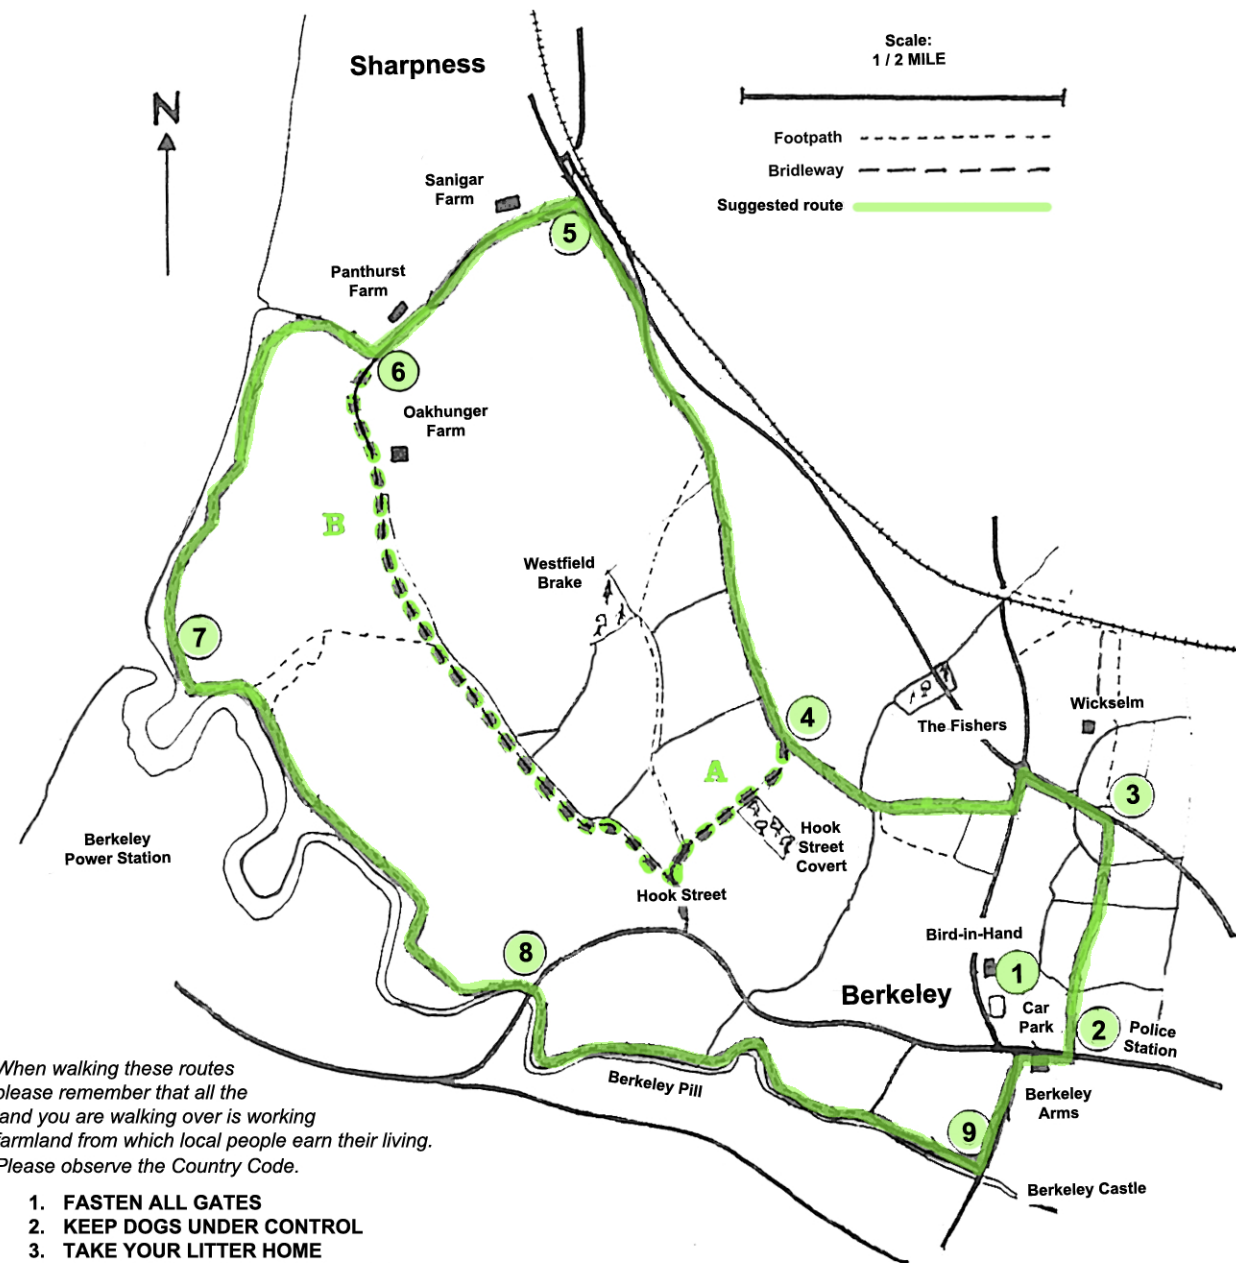 Sharpness
Scale:
1 / 2 MILE
N
Footpath
Bridleway
Suggested route
Sanigar
Farm
5
Panthurst
Farm
6
Oakhunger
Farm
B
Westfield
Brake
7
4
Wickselm
The Fishers
A
3
Hook
Street
Covert
Berkeley
Power Station
Hook Street
Bird-in-Hand
8
1
Berkeley
Car
Park
2
Police
Station
When walking these routes
please remember that all the
land you are walking over is working
farmland from which local people earn their living.
Please observe the Country Code.
Berkeley Pill
Berkeley
Arms
9
Berkeley Castle
1. FASTEN ALL GATES
2. KEEP DOGS UNDER CONTROL
3. TAKE YOUR LITTER HOME